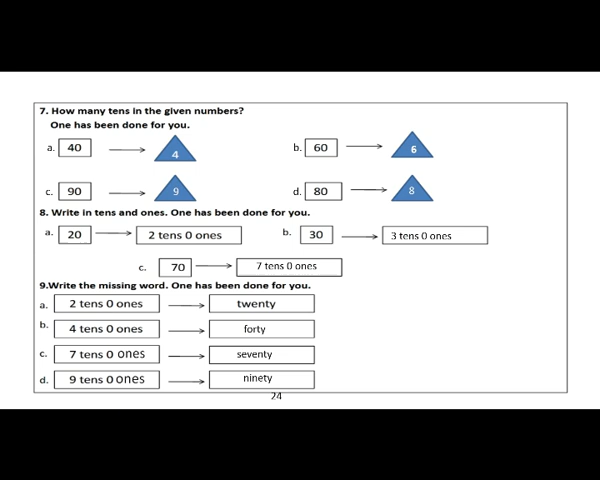 7. How many tens in the given numbers?
One has been done for you.
a. 40 4 b. 60 6
c. 90 9 d. 80 8
8. Write in tens and ones. One has been done for you.
a. 20 2 tens 0 ones b. 30 3 tens 0 ones
c. 70 7 tens 0 ones
9.Write the missing word. One has been done for you.
a. 2 tens 0 ones twenty
b. 4 tens 0 ones forty
c. 7 tens 0 ones seventy
d. 9 tens 0 ones ninety
24